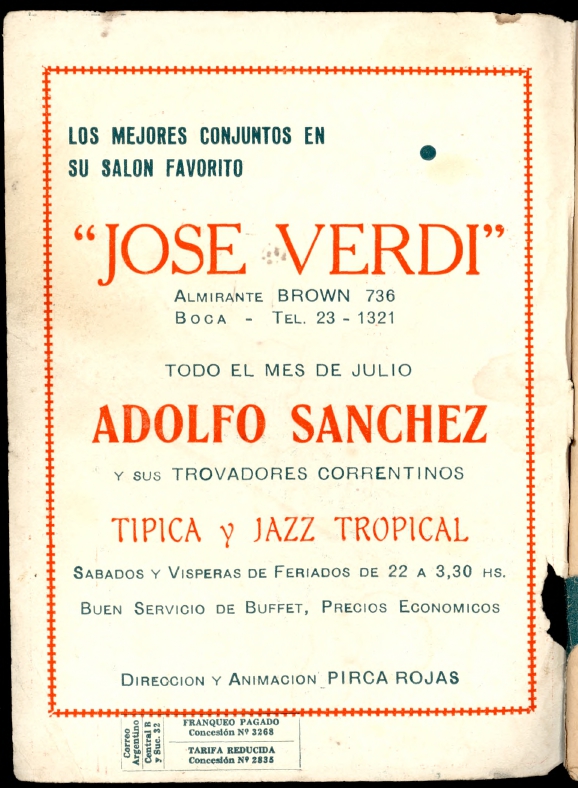 LOS MEJORES CONJUNTOS EN
SU SALON FAVORITO
“JOSE VERDI”
ALMIRANTE BROWN 736
BOCA - TEL. 23 - 1321
TODO EL MES DE JULIO
ADOLFO SANCHEZ
Y SUS TROVADORES CORRENTINOS
TIPICA y JAZZ TROPICAL
SABADOS Y VISPERAS DE FERIADOS DE 22 A 3,30 HS.
BUEN SERVICIO DE BUFFET, PRECIOS ECONOMICOS
DIRECCION Y ANIMACION PIRCA ROJAS
Correo
Argentino
Central B
y Suc. 32
FRANQUEO PAGADO
Concesión Nº 3268
TARIFA REDUCIDA
Concesión Nº 2835